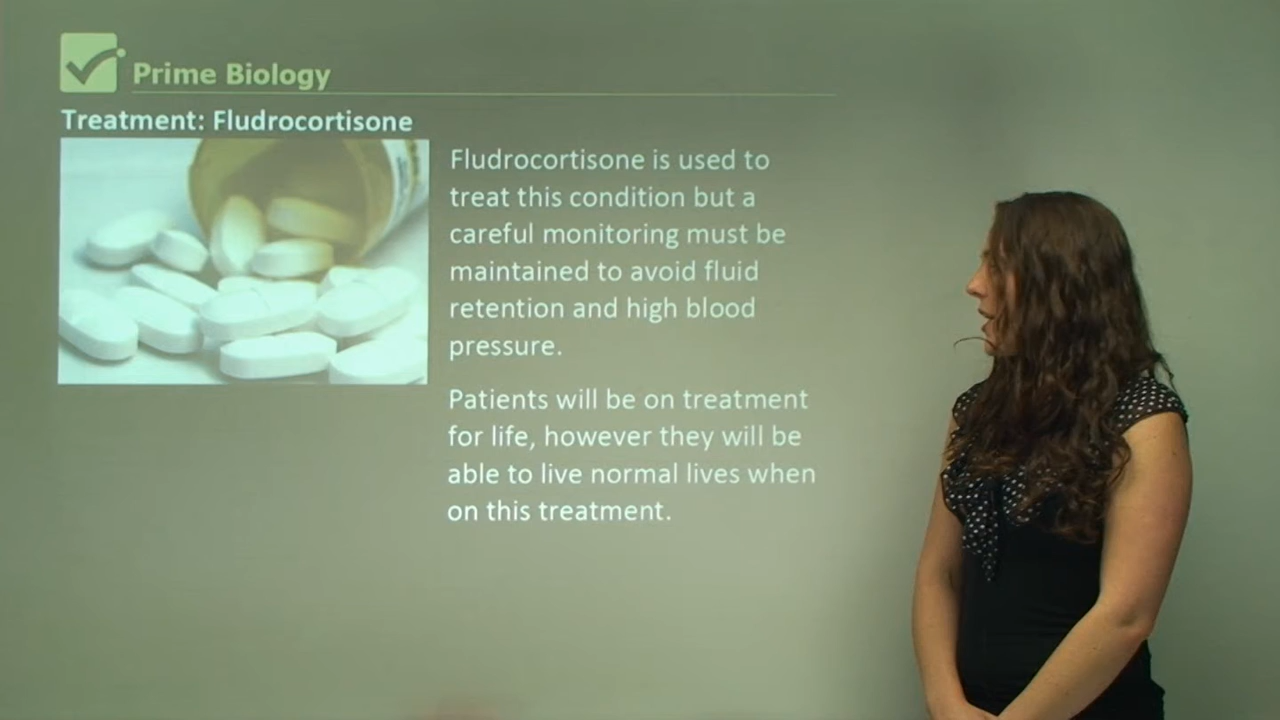 Prime Biology
Treatment: Fludrocortisone
Fludrocortisone is used to
treat this condition but a
careful monitoring must be
maintained to avoid fluid
retention and high blood
pressure.
Patients will be on treatment
for life, however they will be
able to live normal lives when
on this treatment.